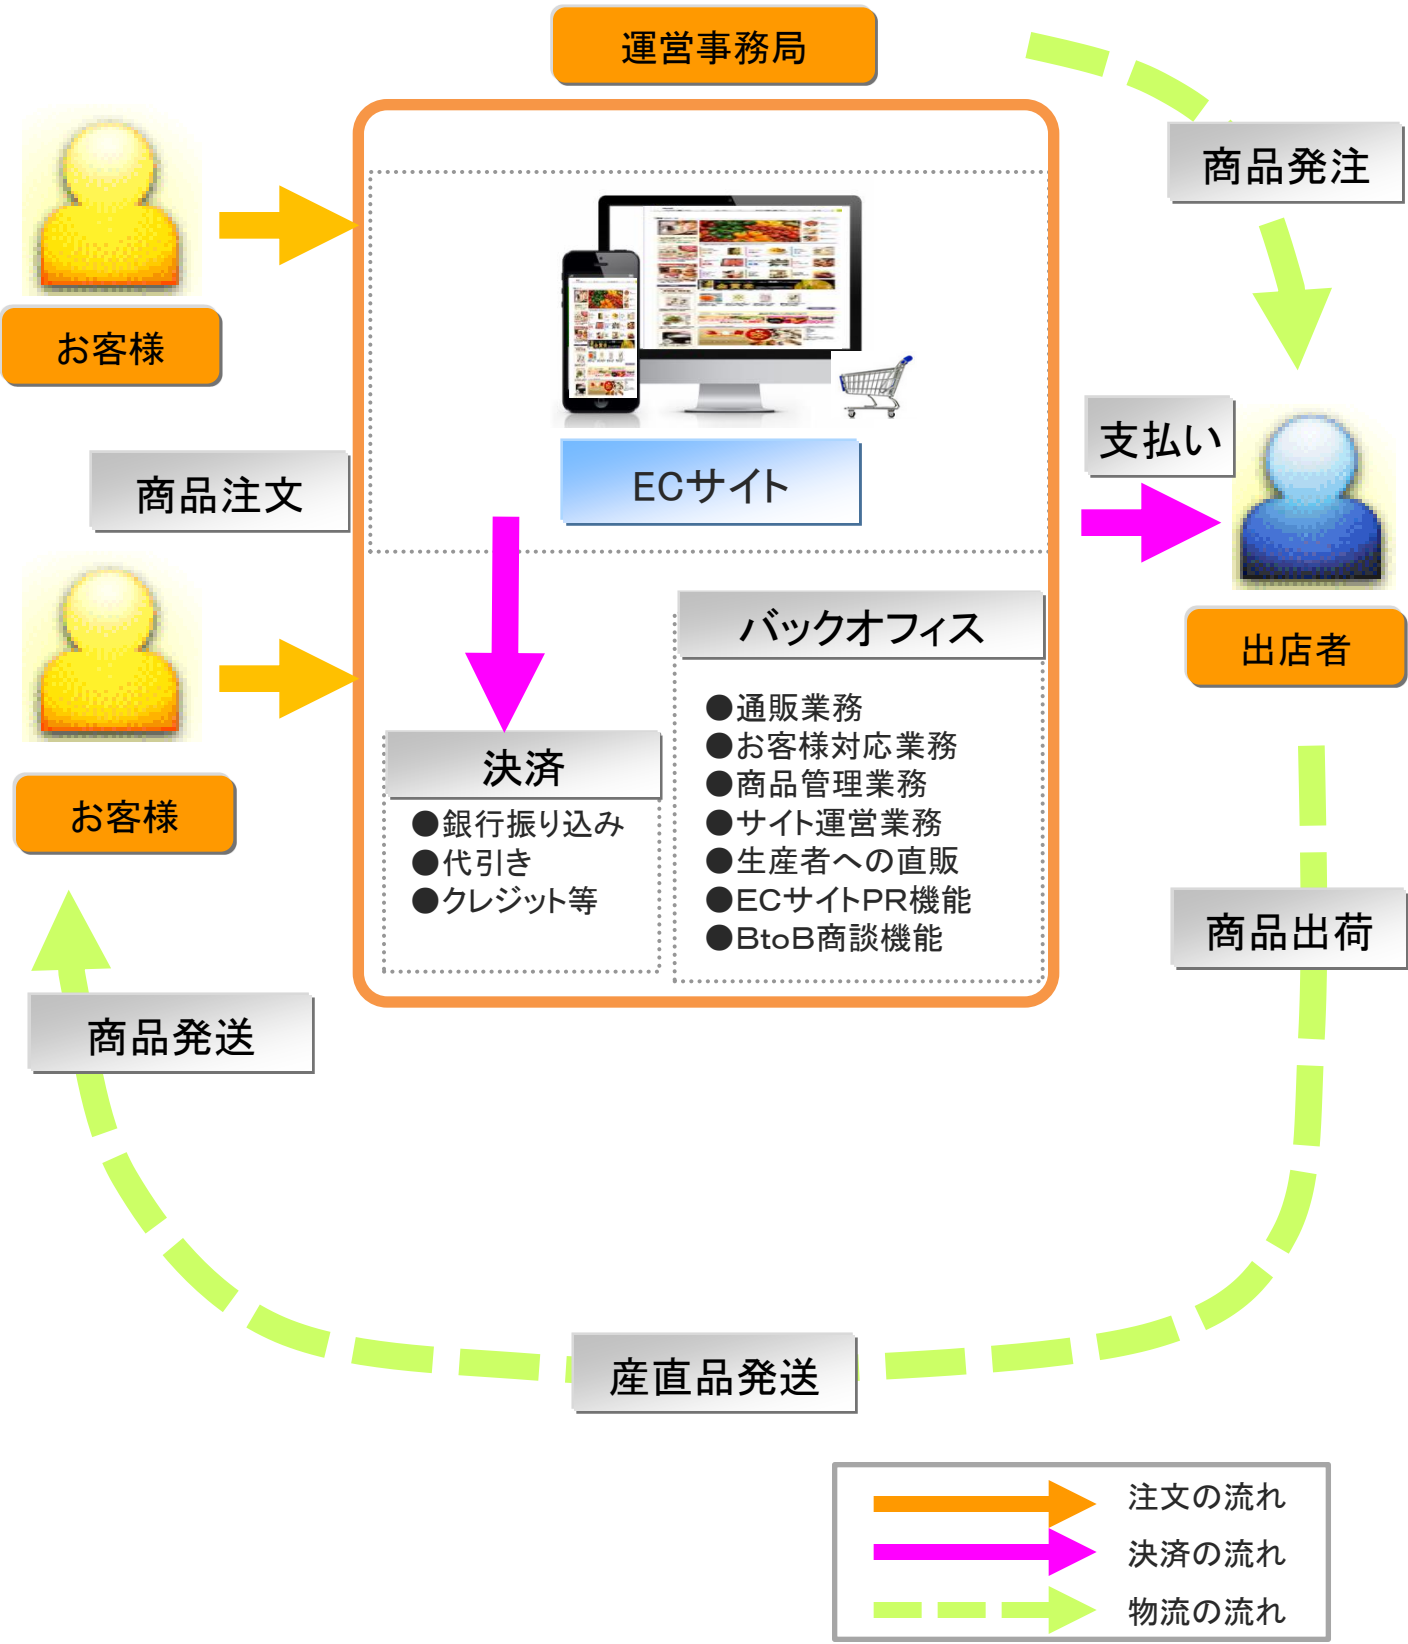 運営事務局
商品発注
お客様
商品注文
ECサイト
支払い
出店者
お客様
決済
●銀行振り込み
●代引き
●クレジット等
バックオフィス
●通販業務
●お客様対応業務
●商品管理業務
●サイト運営業務
●生産者への直販
●ECサイトPR機能
●BtoB商談機能
商品出荷
商品発送
産直品発送
注文の流れ
決済の流れ
物流の流れ